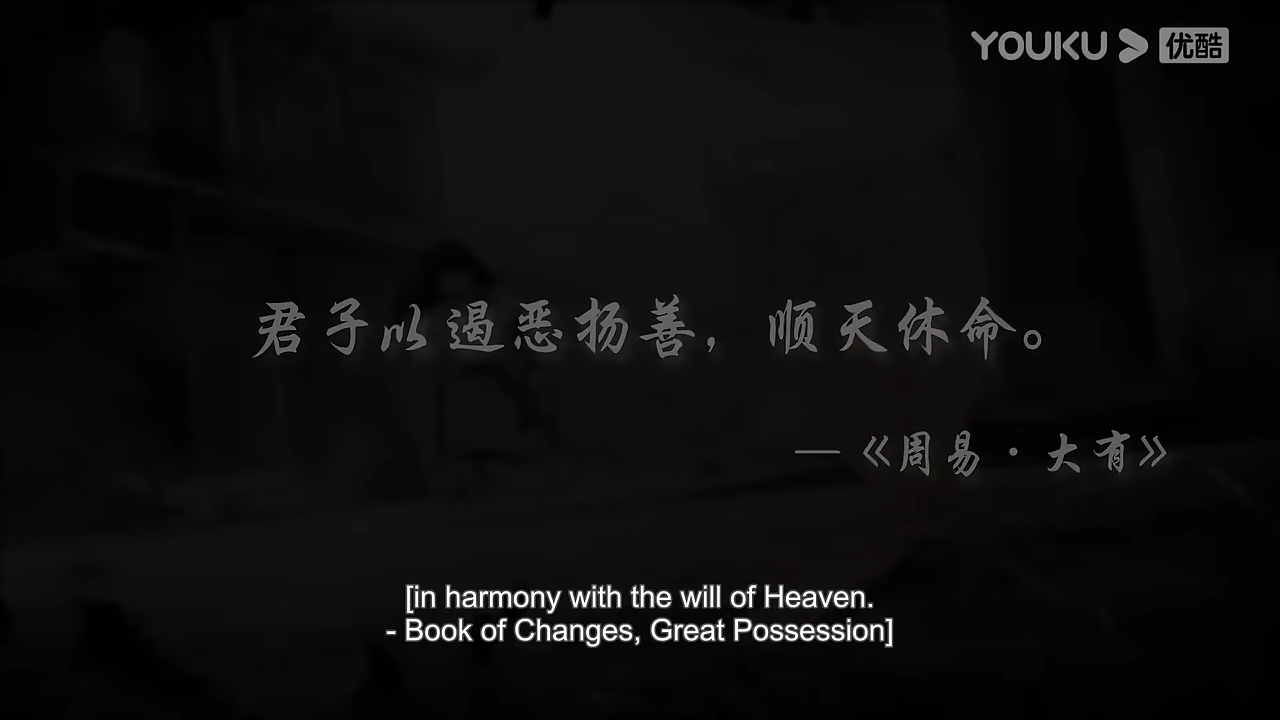 YOUKU 优酷
君子以遏恶扬善，顺天休命。
—《周易·大有》
[in harmony with the will of Heaven.
- Book of Changes, Great Possession]